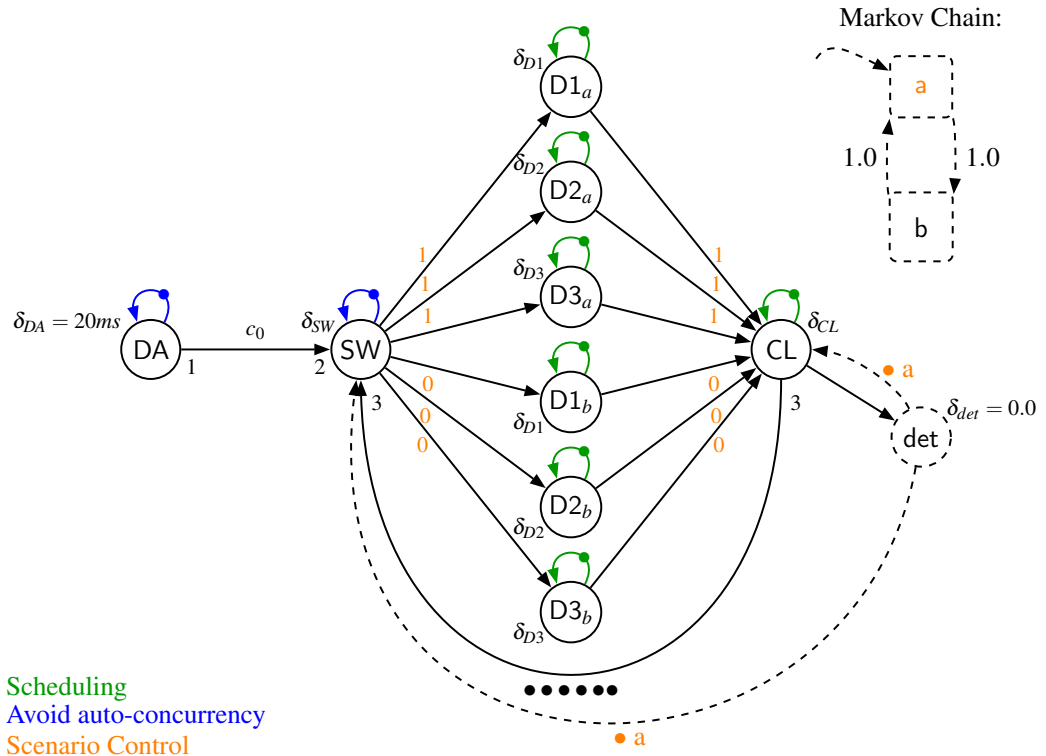 Markov Chain:
a
1.0 1.0
b
δD1
D1a
δD2
D2a
δD3
D3a
1
1
1
1
1
1
δDA = 20ms
DA
1
c0
δSW
SW
2
3
δCL
CL
3
a
δdet = 0.0
det
0
0
0
0
0
0
D1b
δD1
D2b
δD2
D3b
δD3
Scheduling
Avoid auto-concurrency
Scenario Control
a